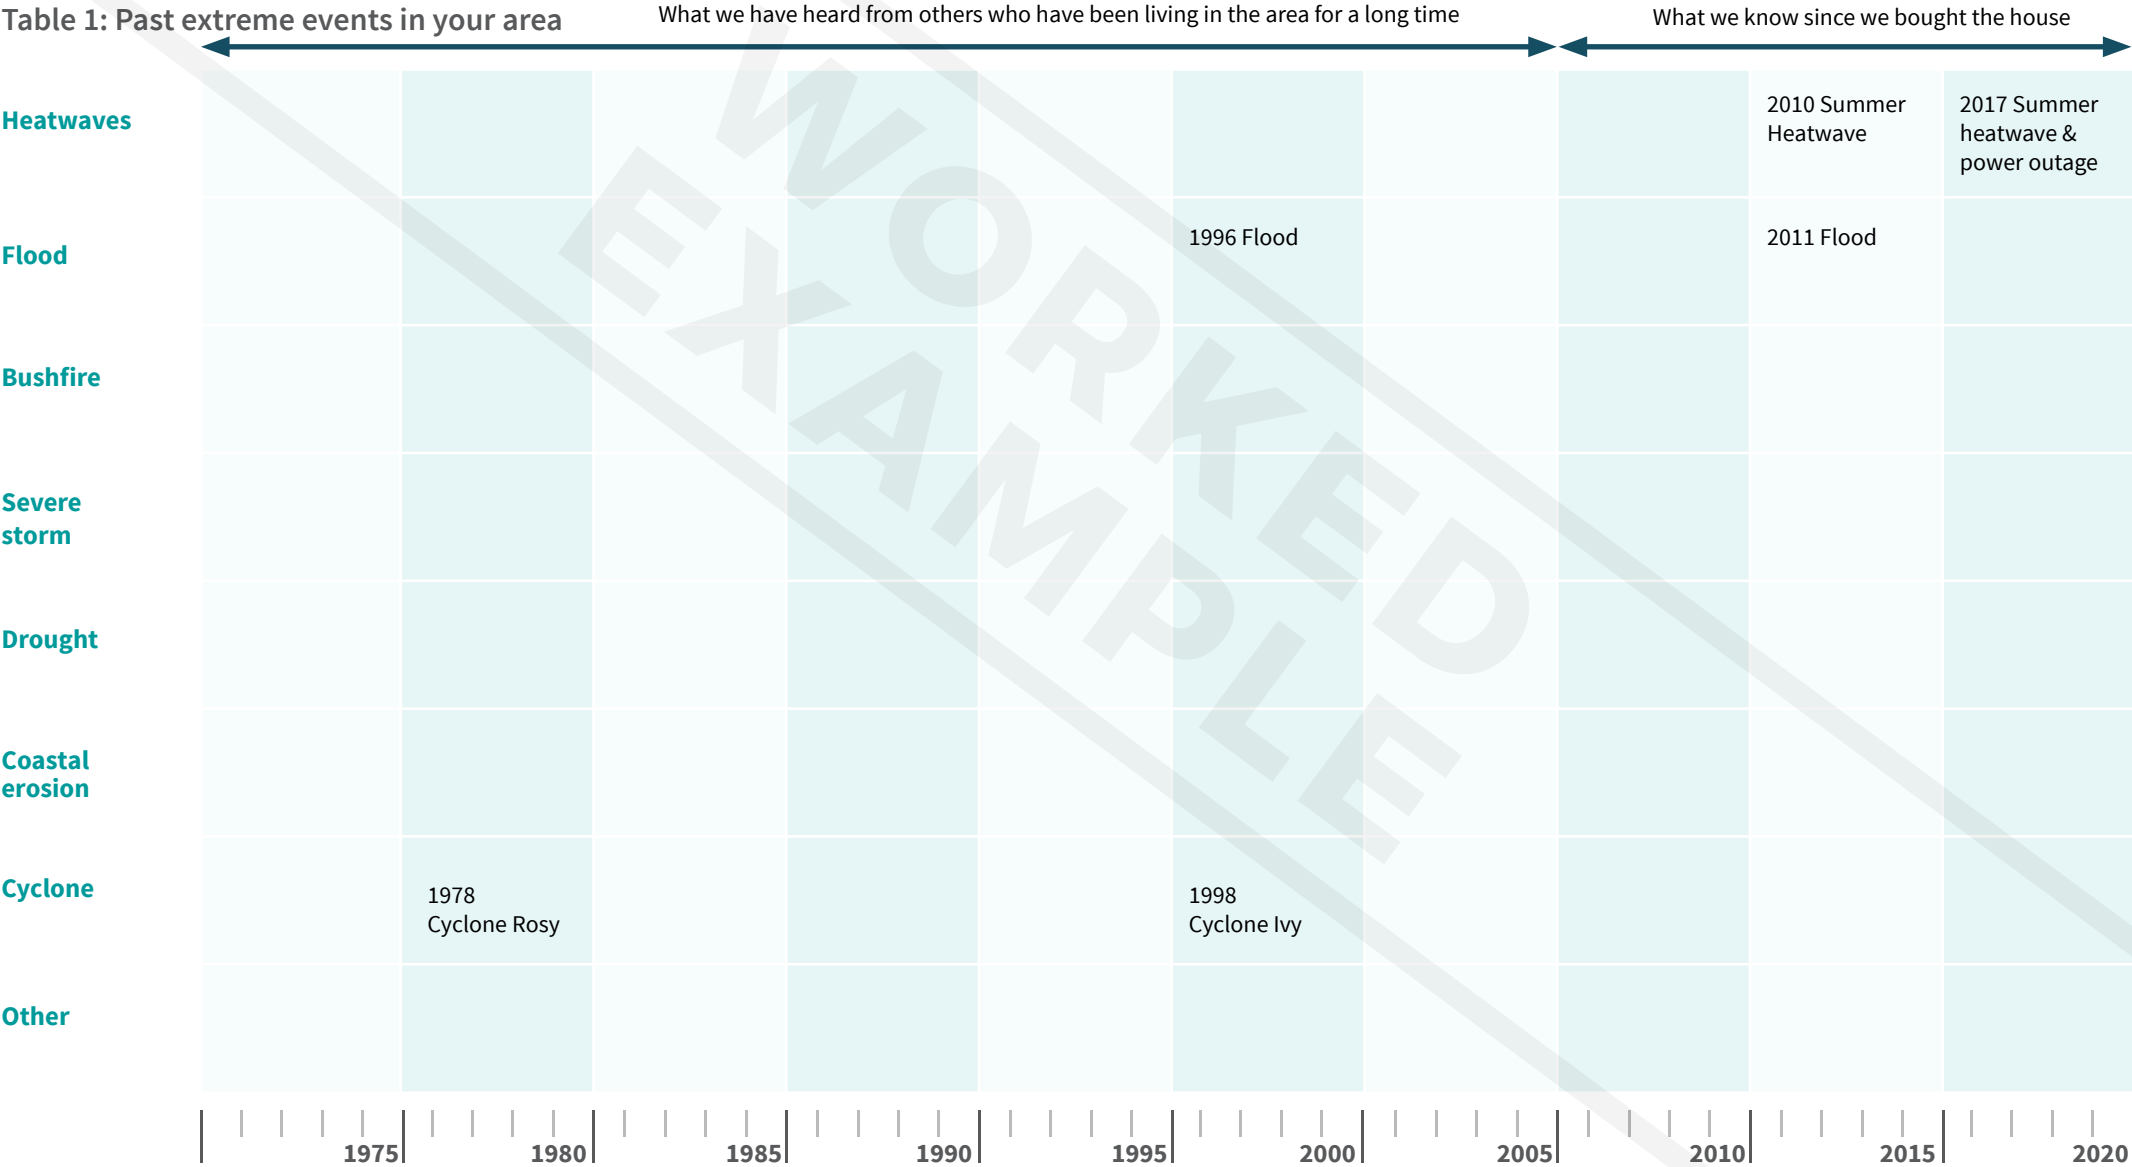 Table 1: Past extreme events in your area
What we have heard from others who have been living in the area for a long time
What we know since we bought the house
Heatwaves
2010 Summer
Heatwave
2017 Summer
heatwave &
power outage
Flood
1996 Flood
2011 Flood
Bushfire
Severe
storm
Drought
Coastal
erosion
Cyclone
1978
Cyclone Rosy
1998
Cyclone Ivy
Other
1975
1980
1985
1990
1995
2000
2005
2010
2015
2020
WORKED
EXAMPLE